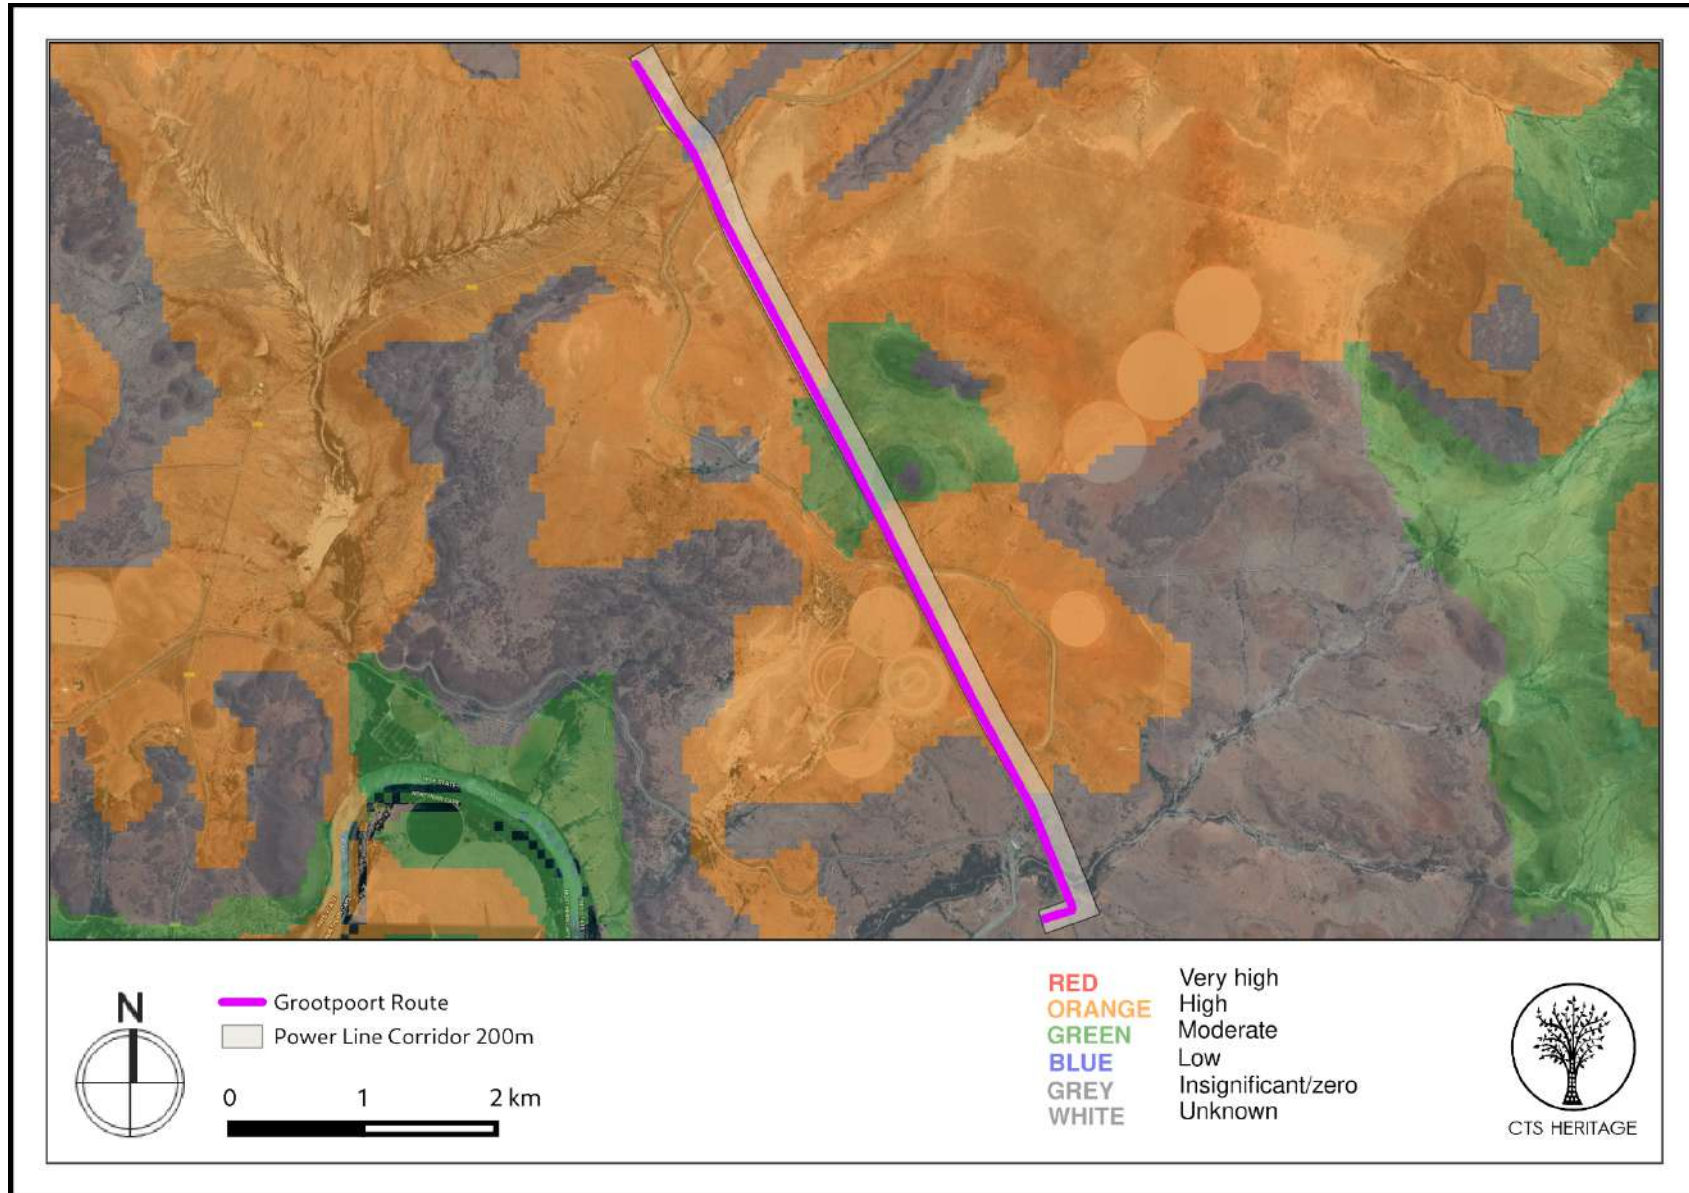 N
Grootpoort Route
Power Line Corridor 200m
0 1 2 km
RED Very high
ORANGE High
GREEN Moderate
BLUE Low
GREY Insignificant/zero
WHITE Unknown
CTS HERITAGE